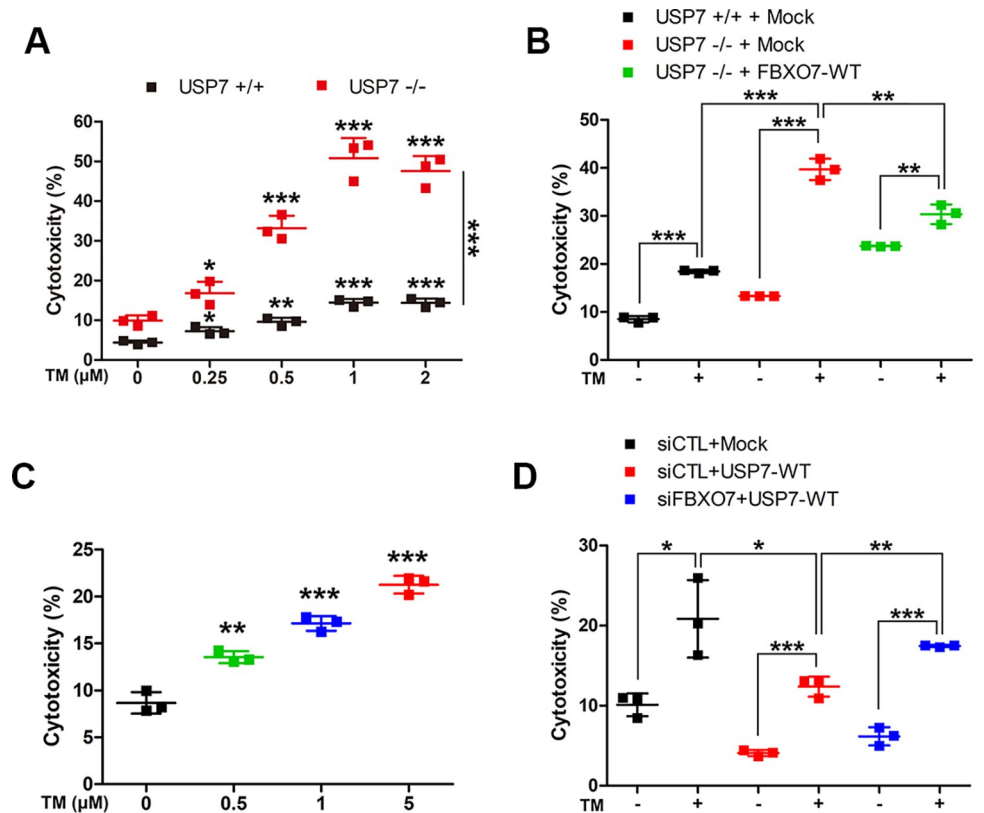 A
USP7 +/+ USP7 -/-
Cytotoxicity (%)
60
50
40
30
20
10
0
*** ***
***
*
*
**
*** ***
***
TM (μM) 0 0.25 0.5 1 2
B
USP7 +/+ + Mock
USP7 -/- + Mock
USP7 -/- + FBXO7-WT
Cytotoxicity (%)
50
40
30
20
10
0
*** **
***
**
***
TM - + - + - +
C
Cytotoxicity (%)
25
20
15
10
5
0
***
***
**
TM (μM) 0 0.5 1 5
D
siCTL+Mock
siCTL+USP7-WT
siFBXO7+USP7-WT
Cytotoxicity (%)
30
20
10
0
* * **
***
***
TM - + - + - +